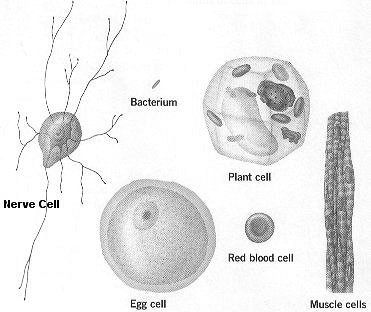 Bacterium
Plant cell
Nerve Cell
Red blood cell
Egg cell
Muscle cells